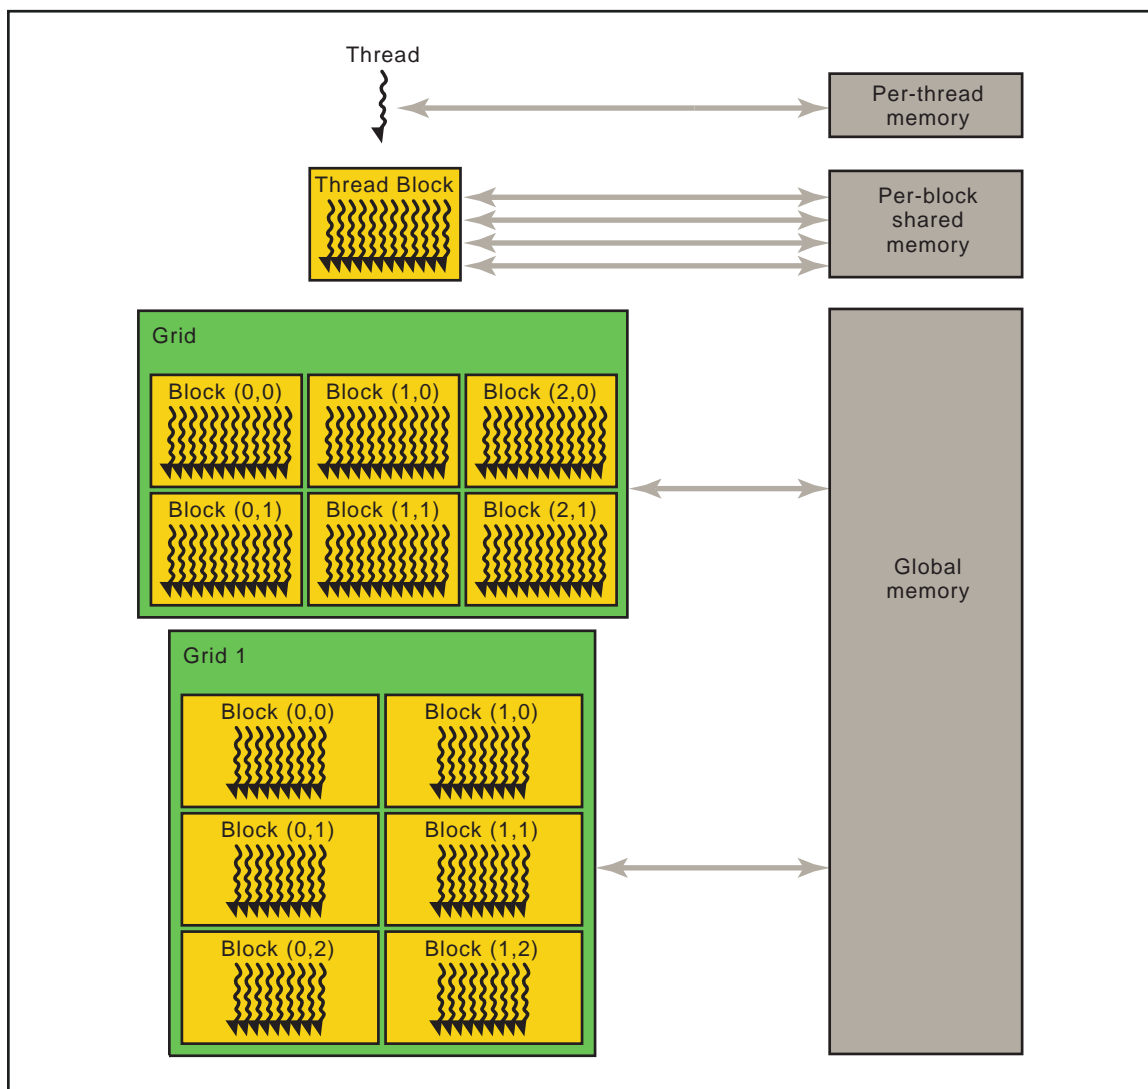 Thread
Per-thread
memory
Thread Block
Per-block
shared
memory
Grid
Block (0,0)
Block (1,0)
Block (2,0)
Block (0,1)
Block (1,1)
Block (2,1)
Global
memory
Grid 1
Block (0,0)
Block (1,0)
Block (0,1)
Block (1,1)
Block (0,2)
Block (1,2)